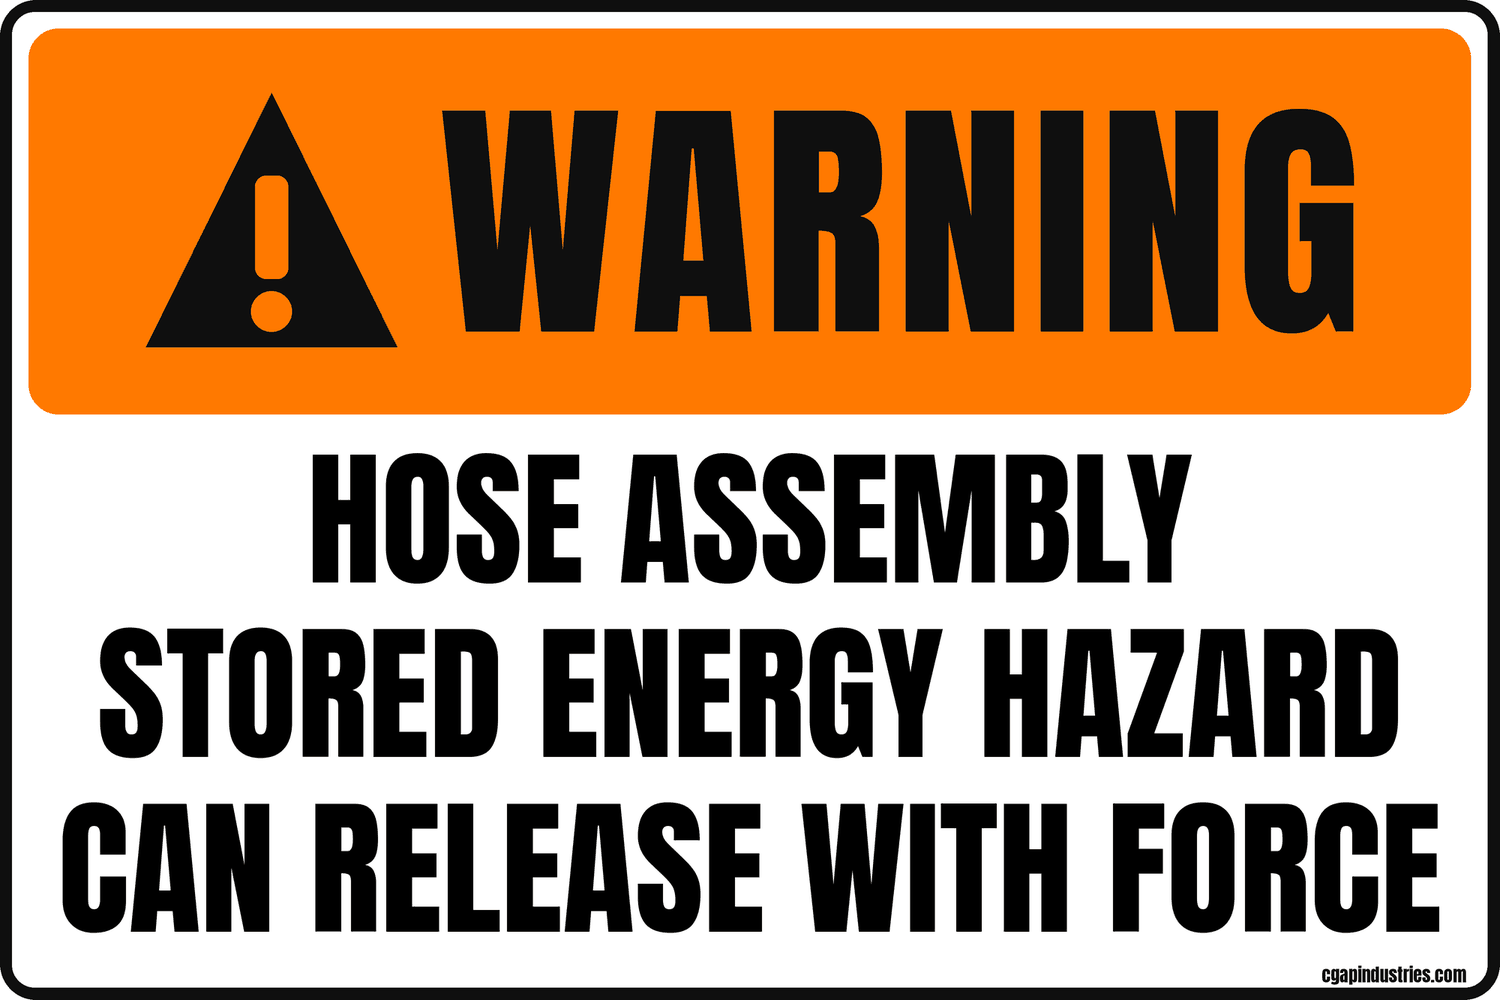 WARNING
HOSE ASSEMBLY
STORED ENERGY HAZARD
CAN RELEASE WITH FORCE
cgapindustries.com